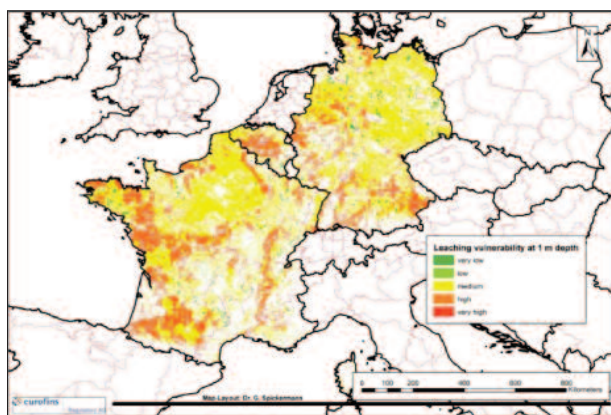 N
Leaching vulnerability at 1 m depth
very low
low
medium
high
very high
0 100 200 400 600 800
Kilometers
eurofins
Map-Layout: Dr. G. Spickermann